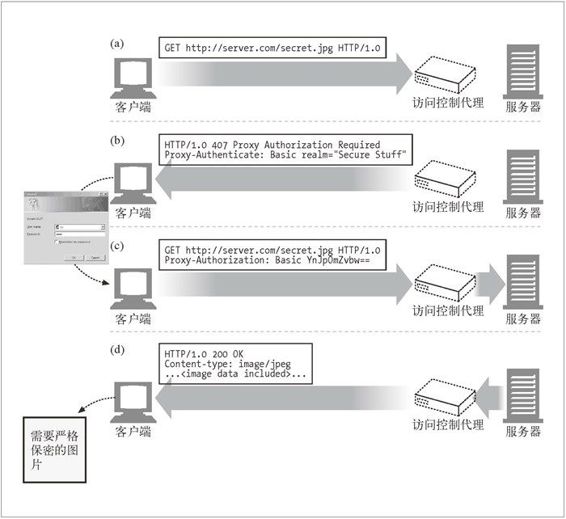 (a)
GET http://server.com/secret.jpg HTTP/1.0
客户端
访问控制代理
服务器
(b)
HTTP/1.0 407 Proxy Authorization Required
Proxy-Authenticate: Basic realm="Secure Stuff"
客户端
访问控制代理
服务器
(c)
GET http://server.com/secret.jpg HTTP/1.0
Proxy-Authorization: Basic YnJpOmZvbw==
客户端
访问控制代理
服务器
(d)
HTTP/1.0 200 OK
Content-type: image/jpeg
...<image data included>...
客户端
访问控制代理
服务器
需要严格
保密的图
片